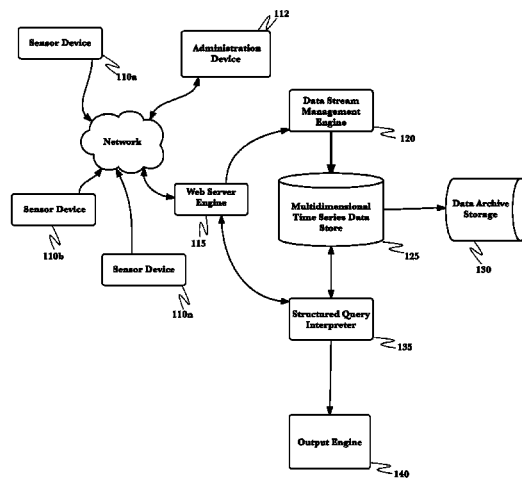 112
Sensor Device
110a
Administration
Device
Network
Data Stream
Management
Engine
120
Sensor Device
110b
Web Server
Engine
115
Multidimensional
Time Series Data
Store
125
Data Archive
Storage
130
Sensor Device
110n
Structured Query
Interpreter
135
Output Engine
140